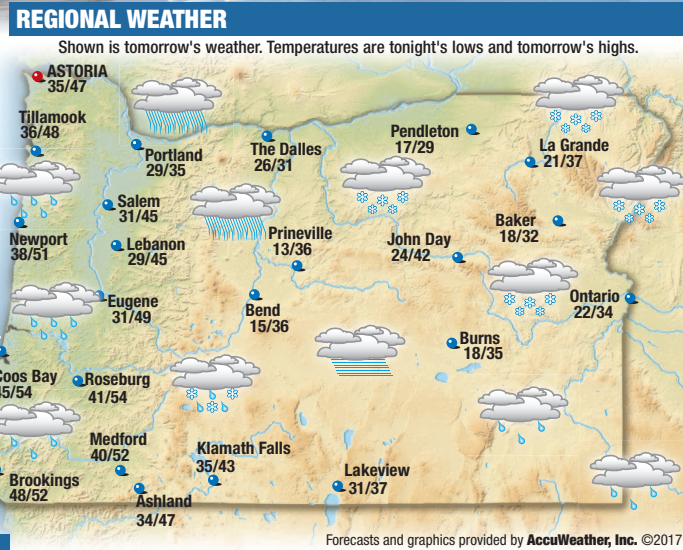 REGIONAL WEATHER
Shown is tomorrow's weather. Temperatures are tonight's lows and tomorrow's highs.
ASTORIA
35/47
Tillamook
36/48
Portland
29/35
The Dalles
26/31
Pendleton
17/29
La Grande
21/37
Salem
31/45
Newport
38/51
Lebanon
29/45
Prineville
13/36
John Day
24/42
Baker
18/32
Eugene
31/49
Bend
15/36
Ontario
22/34
Burns
18/35
Coos Bay
45/54
Roseburg
41/54
Medford
40/52
Klamath Falls
35/43
Lakeview
31/37
Brookings
48/52
Ashland
34/47
Forecasts and graphics provided by AccuWeather, Inc. ©2017